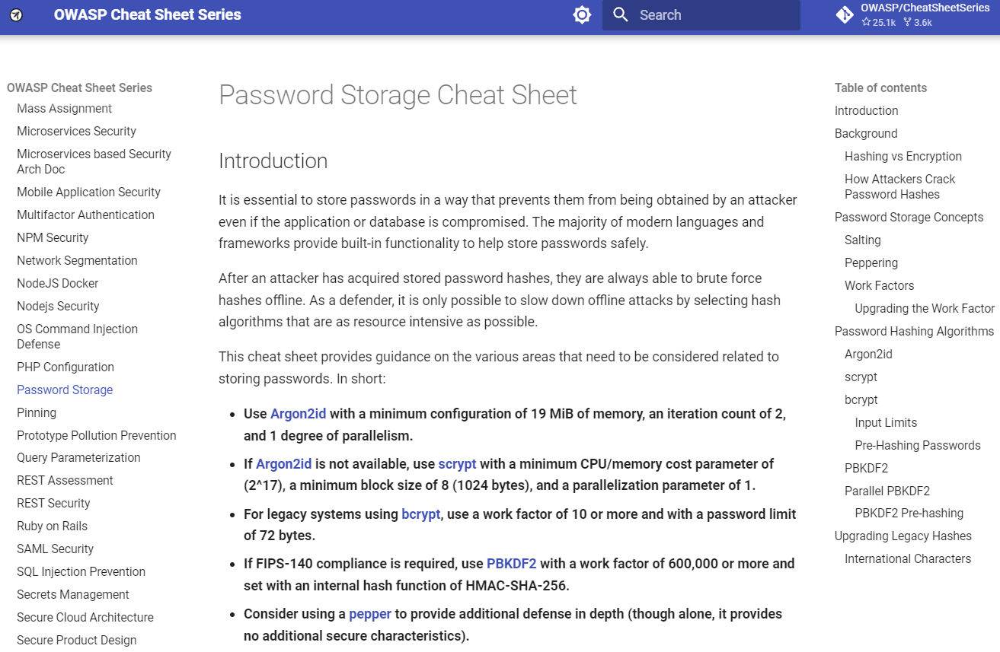 OWASP Cheat Sheet Series
Search
OWASP/CheatSheetSeries
25.1k 3.6k
OWASP Cheat Sheet Series
Mass Assignment
Microservices Security
Microservices based Security
Arch Doc
Mobile Application Security
Multifactor Authentication
NPM Security
Network Segmentation
NodeJS Docker
Nodejs Security
OS Command Injection
Defense
PHP Configuration
Password Storage
Pinning
Prototype Pollution Prevention
Query Parameterization
REST Assessment
REST Security
Ruby on Rails
SAML Security
SQL Injection Prevention
Secrets Management
Secure Cloud Architecture
Secure Product Design
Password Storage Cheat Sheet
Introduction
It is essential to store passwords in a way that prevents them from being obtained by an attacker
even if the application or database is compromised. The majority of modern languages and
frameworks provide built-in functionality to help store passwords safely.
After an attacker has acquired stored password hashes, they are always able to brute force
hashes offline. As a defender, it is only possible to slow down offline attacks by selecting hash
algorithms that are as resource intensive as possible.
This cheat sheet provides guidance on the various areas that need to be considered related to
storing passwords. In short:
• Use Argon2id with a minimum configuration of 19 MiB of memory, an iteration count of 2,
and 1 degree of parallelism.
• If Argon2id is not available, use scrypt with a minimum CPU/memory cost parameter of
(2^17), a minimum block size of 8 (1024 bytes), and a parallelization parameter of 1.
• For legacy systems using bcrypt, use a work factor of 10 or more and with a password limit
of 72 bytes.
• If FIPS-140 compliance is required, use PBKDF2 with a work factor of 600,000 or more and
set with an internal hash function of HMAC-SHA-256.
• Consider using a pepper to provide additional defense in depth (though alone, it provides
no additional secure characteristics).
Table of contents
Introduction
Background
Hashing vs Encryption
How Attackers Crack
Password Hashes
Password Storage Concepts
Salting
Peppering
Work Factors
Upgrading the Work Factor
Password Hashing Algorithms
Argon2id
scrypt
bcrypt
Input Limits
Pre-Hashing Passwords
PBKDF2
Parallel PBKDF2
PBKDF2 Pre-hashing
Upgrading Legacy Hashes
International Characters